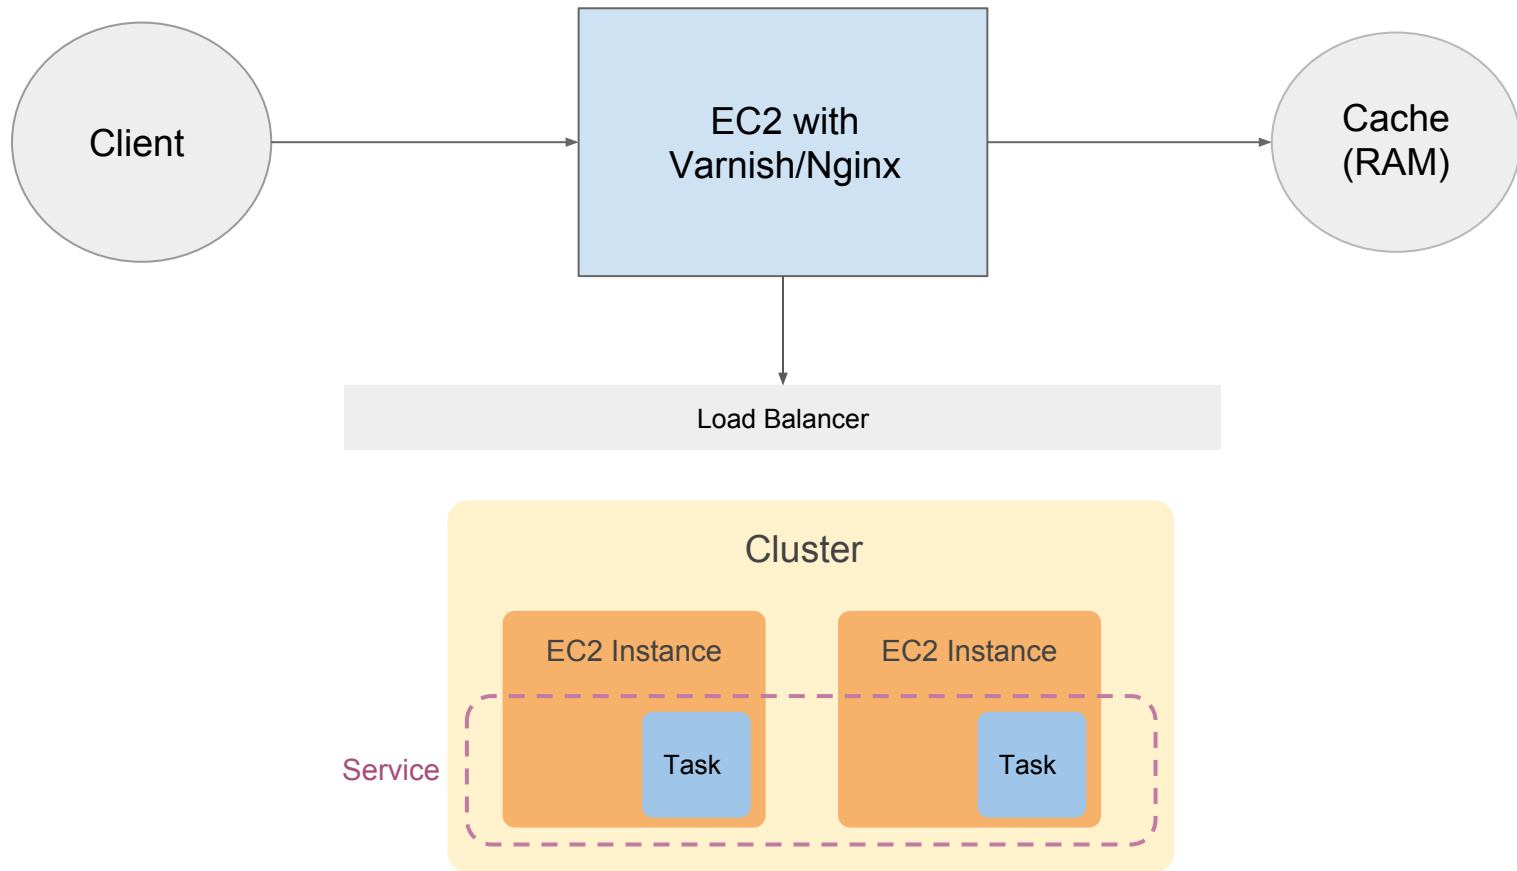 Client
EC2 with
Varnish/Nginx
Cache
(RAM)
Load Balancer
Cluster
EC2 Instance
EC2 Instance
Service
Task
Task